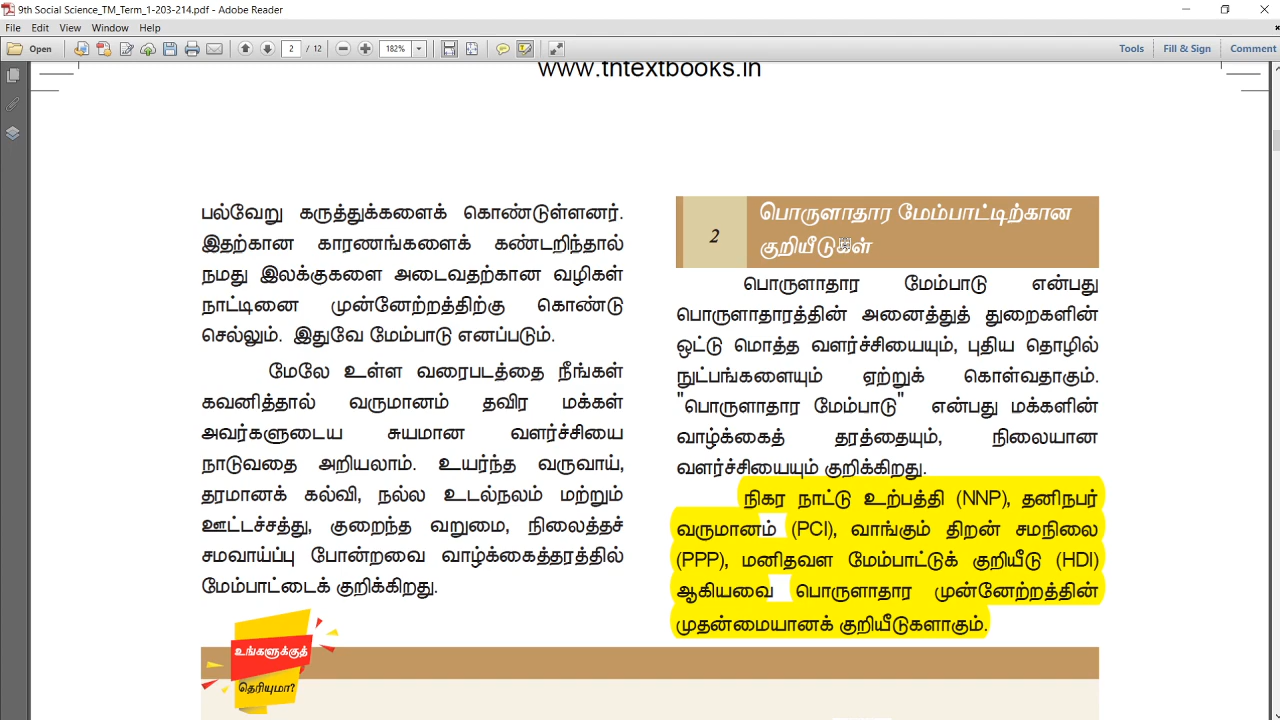 9th Social Science_TM_Term_1-203-214.pdf - Adobe Reader
File Edit View Window Help
Open 2 / 12 182% Tools Fill & Sign Comment
www.tntextbooks.in
பல்வேறு கருத்துக்களைக் கொண்டுள்ளனர்.
இதற்கான காரணங்களைக் கண்டறிந்தால்
நமது இலக்குகளை அடைவதற்கான வழிகள்
நாட்டினை முன்னேற்றத்திற்கு கொண்டு
செல்லும். இதுவே மேம்பாடு எனப்படும்.
மேலே உள்ள வரைபடத்தை நீங்கள்
கவனித்தால் வருமானம் தவிர மக்கள்
அவர்களுடைய சுயமான வளர்ச்சியை
நாடுவதை அறியலாம். உயர்ந்த வருவாய்,
தரமானக் கல்வி, நல்ல உடல்நலம் மற்றும்
ஊட்டச்சத்து, குறைந்த வறுமை, நிலைத்தச்
சமவாய்ப்பு போன்றவை வாழ்க்கைத்தரத்தில்
மேம்பாட்டைக் குறிக்கிறது.
உங்களுக்குத்
தெரியுமா?
2
பொருளாதார மேம்பாட்டிற்கான
குறியீடுகள்
பொருளாதார மேம்பாடு என்பது
பொருளாதாரத்தின் அனைத்துத் துறைகளின்
ஒட்டு மொத்த வளர்ச்சியையும், புதிய தொழில்
நுட்பங்களையும் ஏற்றுக் கொள்வதாகும்.
"பொருளாதார மேம்பாடு" என்பது மக்களின்
வாழ்க்கைத் தரத்தையும், நிலையான
வளர்ச்சியையும் குறிக்கிறது.
நிகர நாட்டு உற்பத்தி (NNP), தனிநபர்
வருமானம் (PCI), வாங்கும் திறன் சமநிலை
(PPP), மனிதவள மேம்பாட்டுக் குறியீடு (HDI)
ஆகியவை பொருளாதார முன்னேற்றத்தின்
முதன்மையானக் குறியீடுகளாகும்.